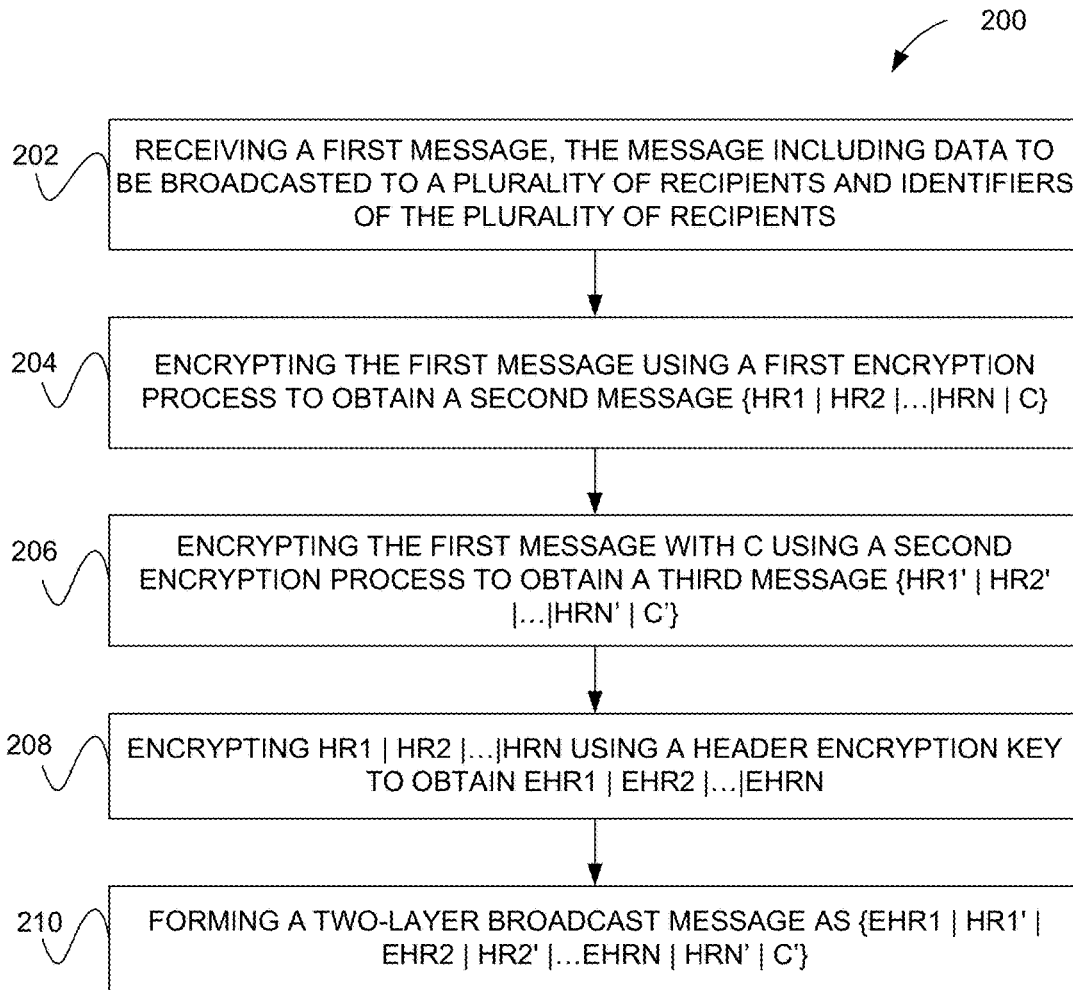 200
202
RECEIVING A FIRST MESSAGE, THE MESSAGE INCLUDING DATA TO
BE BROADCASTED TO A PLURALITY OF RECIPIENTS AND IDENTIFIERS
OF THE PLURALITY OF RECIPIENTS
204
ENCRYPTING THE FIRST MESSAGE USING A FIRST ENCRYPTION
PROCESS TO OBTAIN A SECOND MESSAGE {HR1 | HR2 |...|HRN | C}
206
ENCRYPTING THE FIRST MESSAGE WITH C USING A SECOND
ENCRYPTION PROCESS TO OBTAIN A THIRD MESSAGE {HR1' | HR2'
|...|HRN’ | C’}
208
ENCRYPTING HR1 | HR2 |...|HRN USING A HEADER ENCRYPTION KEY
TO OBTAIN EHR1 | EHR2 |...|EHRN
210
FORMING A TWO-LAYER BROADCAST MESSAGE AS {EHR1 | HR1' |
EHR2 | HR2' |...EHRN | HRN’ | C’}